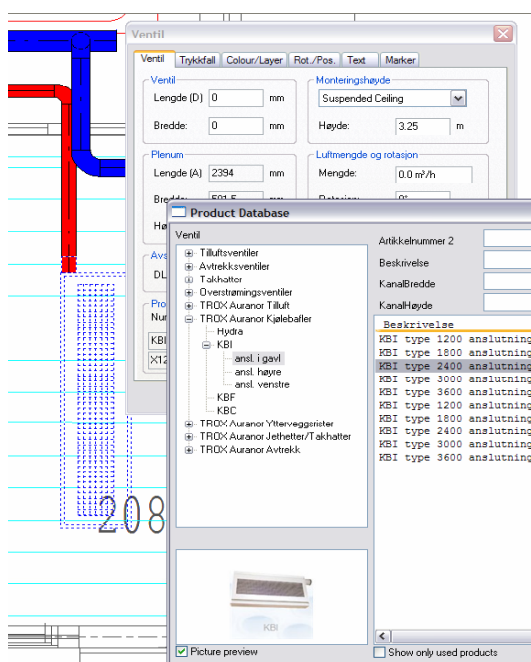 Ventil
Ventil Trykkfall Colour/Layer Rot./Pos. Text Marker
Ventil
Lengde (D) 0 mm
Bredde: 0 mm
Monteringshøyde
Suspended Ceiling
Høyde: 3.25 m
Plenum
Lengde (A) 2394 mm
Luftmengde og rotasjon
Mengde: 0.0 m³/h
Product Database
Ventil
Tilluftsventiler
Avtrekksventiler
Takhatter
Overstrømingsventiler
TROX Auranor Tilluft
TROX Auranor Kjølebafler
Hydra
KBI
ansl. i gavl
ansl. høyre
ansl. venstre
KBF
KBC
TROX Auranor Ytterveggsrister
TROX Auranor Jethetter/Takhatter
TROX Auranor Avtrekk
Artikkelnummer 2
Beskrivelse
KanalBredde
KanalHøyde
Beskrivelse
KBI type 1200 anslutning
KBI type 1800 anslutning
KBI type 2400 anslutning
KBI type 3000 anslutning
KBI type 3600 anslutning
KBI type 1200 anslutning
KBI type 1800 anslutning
KBI type 2400 anslutning
KBI type 3000 anslutning
KBI type 3600 anslutning
DL
KBI
X12
208
KBI
Picture preview
Show only used products